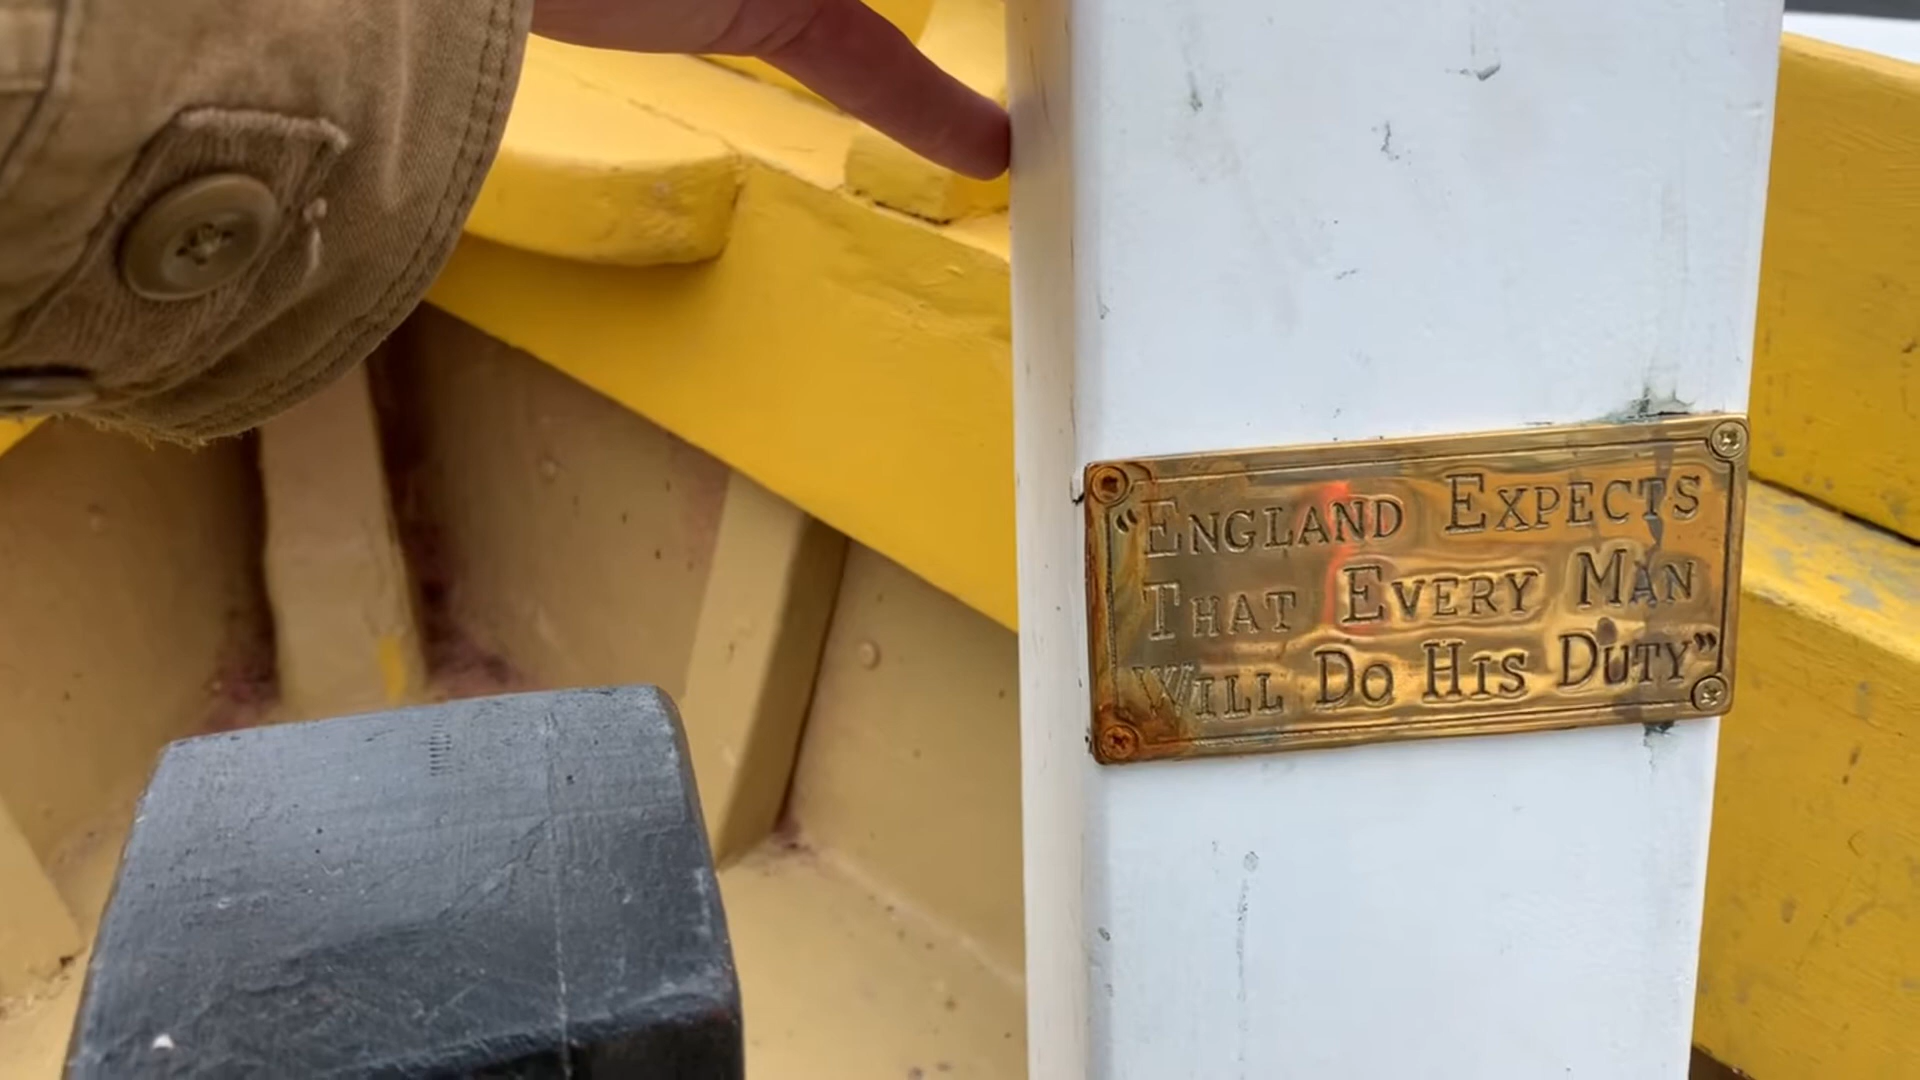 “England Expects
That Every Man
Will Do His Duty”